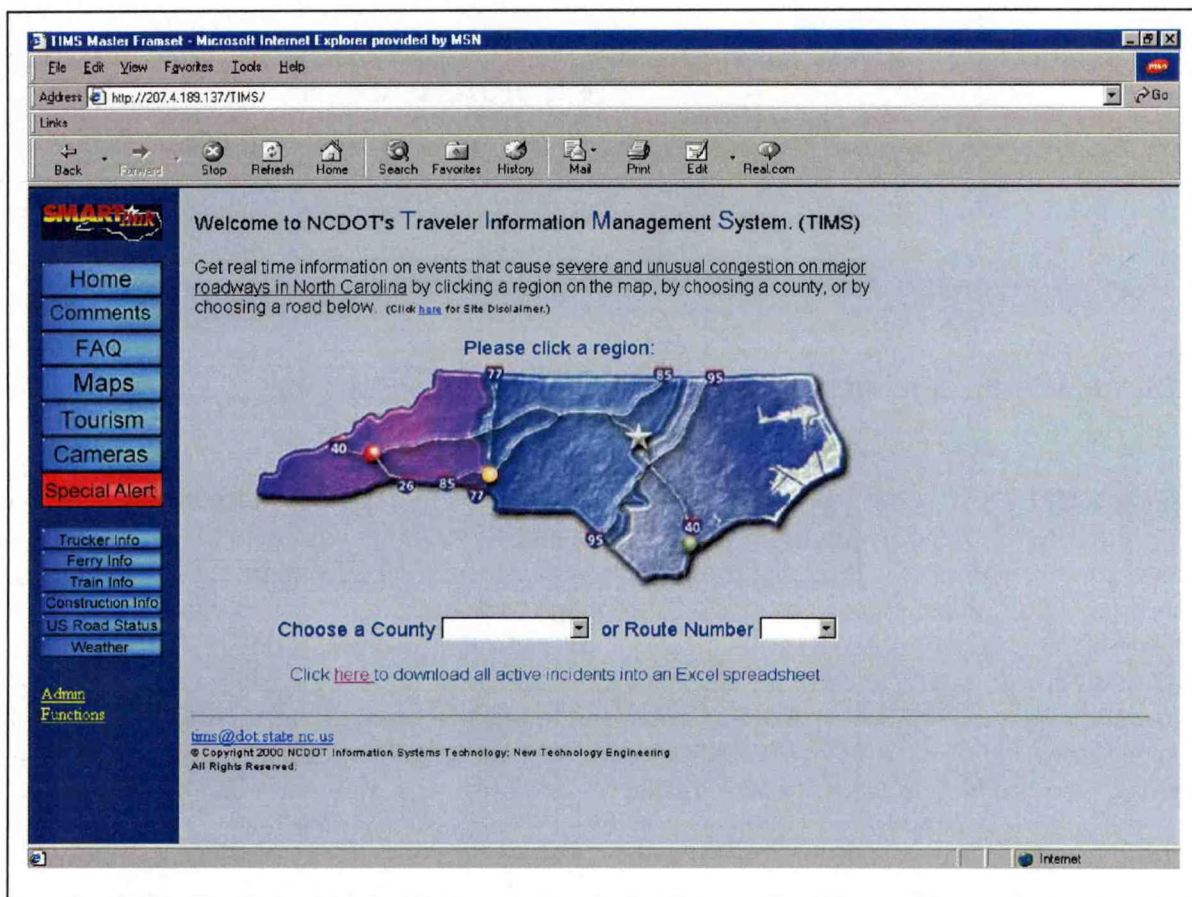 TIMS Master Framset - Microsoft Internet Explorer provided by MSN
File Edit View Favorites Tools Help
msn
Address http://207.4.189.137/TIMS/ Go
Links
Back Forward Stop Refresh Home Search Favorites History Mail Print Edit Real.com
SMARTlink
Home
Comments
FAQ
Maps
Tourism
Cameras
Special Alert
Trucker Info
Ferry Info
Train Info
Construction Info
US Road Status
Weather
Admin
Functions
Welcome to NCDOT's Traveler Information Management System. (TIMS)
Get real time information on events that cause severe and unusual congestion on major
roadways in North Carolina by clicking a region on the map, by choosing a county, or by
choosing a road below. (Click here for Site Disclaimer.)
Please click a region:
77 85 95
40
26 85 77
40
95
Choose a County or Route Number
Click here to download all active incidents into an Excel spreadsheet.
tims@dot.state.nc.us
© Copyright 2000 NCDOT Information Systems Technology; New Technology Engineering
All Rights Reserved.
Internet